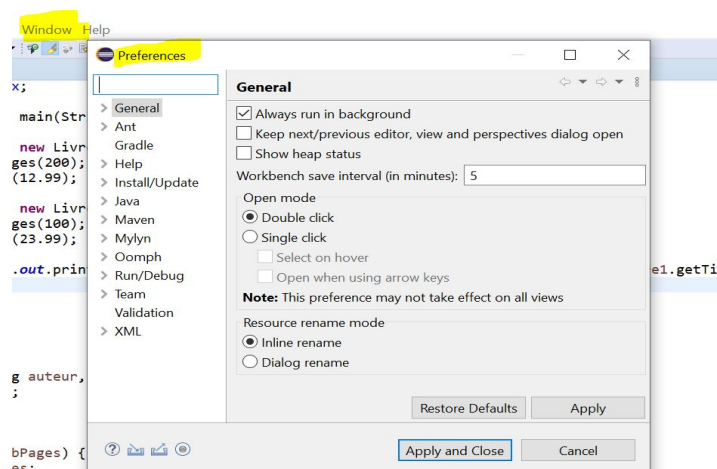 Window Help
Preferences
x;
main(Str
new Livr
ges(200);
(12.99);
new Livr
ges(100);
(23.99);
.out.prin
e1.getTi
g auteur,
;
bPages) {
General
Ant
Gradle
Help
Install/Update
Java
Maven
Mylyn
Oomph
Run/Debug
Team
Validation
XML
General
Always run in background
Keep next/previous editor, view and perspectives dialog open
Show heap status
Workbench save interval (in minutes): 5
Open mode
Double click
Single click
Select on hover
Open when using arrow keys
Note: This preference may not take effect on all views
Resource rename mode
Inline rename
Dialog rename
Restore Defaults Apply
Apply and Close Cancel